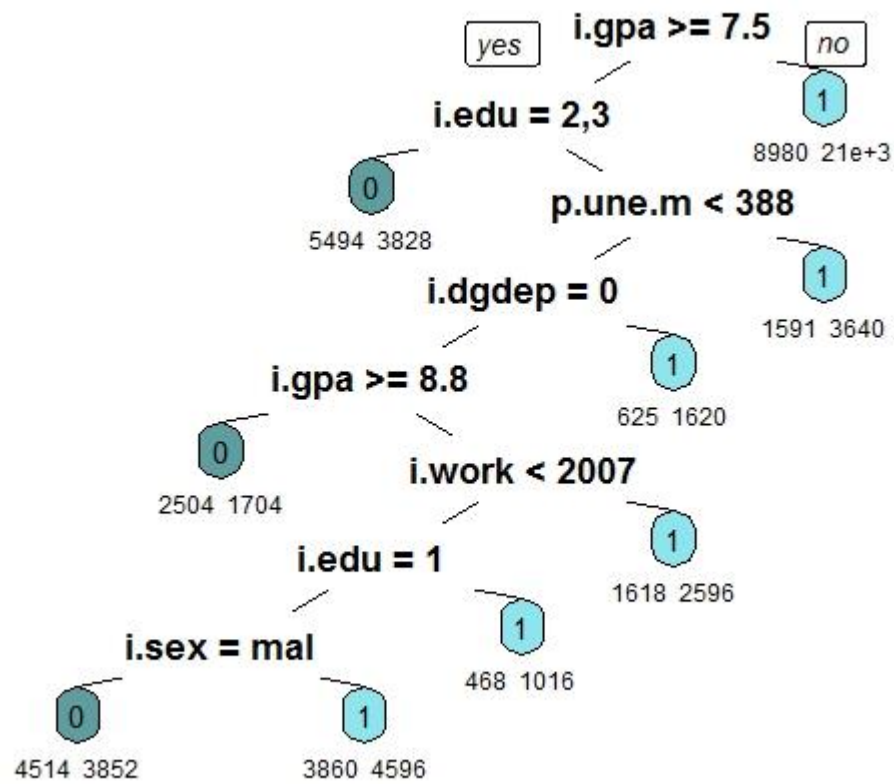 i.gpa >= 7.5
yes
no
1
8980 21e+3
i.edu = 2,3
0
5494 3828
p.une.m < 388
1
1591 3640
i.dgdep = 0
1
625 1620
i.gpa >= 8.8
0
2504 1704
i.work < 2007
1
1618 2596
i.edu = 1
1
468 1016
i.sex = mal
0
4514 3852
1
3860 4596